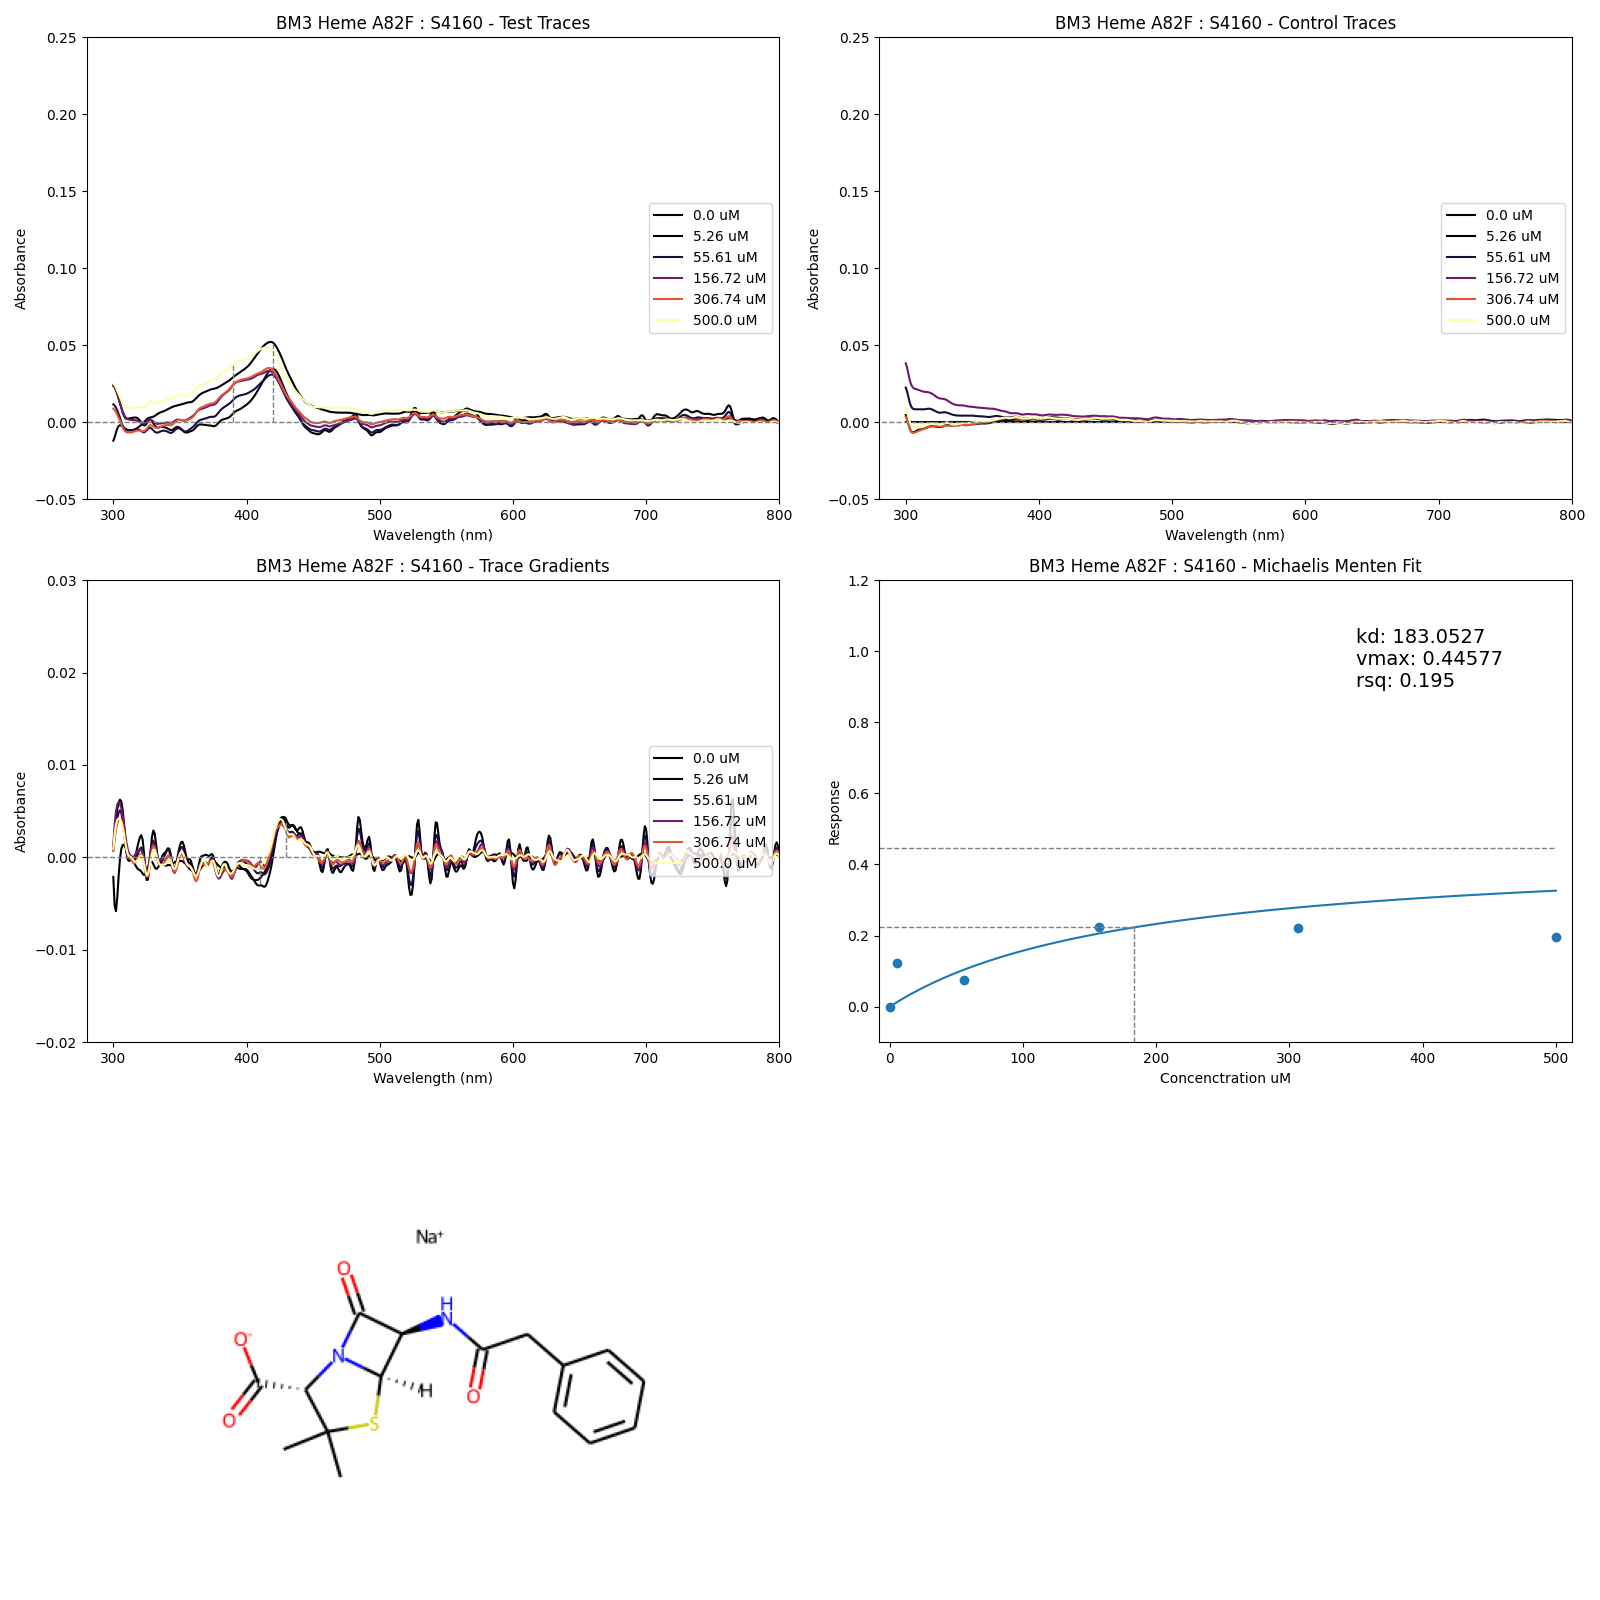 BM3 Heme A82F : S4160 - Test Traces
0.25
0.20
0.15
0.10
0.05
0.00
−0.05
Absorbance
300 400 500 600 700 800
Wavelength (nm)
0.0 uM
5.26 uM
55.61 uM
156.72 uM
306.74 uM
500.0 uM
BM3 Heme A82F : S4160 - Control Traces
0.25
0.20
0.15
0.10
0.05
0.00
−0.05
Absorbance
300 400 500 600 700 800
Wavelength (nm)
0.0 uM
5.26 uM
55.61 uM
156.72 uM
306.74 uM
500.0 uM
BM3 Heme A82F : S4160 - Trace Gradients
0.03
0.02
0.01
0.00
−0.01
−0.02
Absorbance
300 400 500 600 700 800
Wavelength (nm)
0.0 uM
5.26 uM
55.61 uM
156.72 uM
306.74 uM
500.0 uM
BM3 Heme A82F : S4160 - Michaelis Menten Fit
1.2
1.0
0.8
0.6
0.4
0.2
0.0
Response
0 100 200 300 400 500
Concenctration uM
kd: 183.0527
vmax: 0.44577
rsq: 0.195
Na⁺
O
H
N
O⁻
N
H
O
O
S